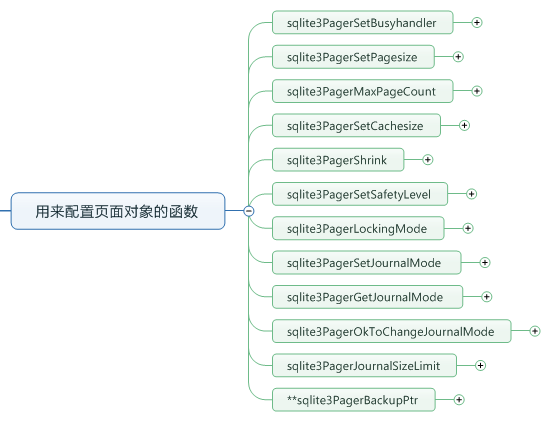 sqlite3PagerSetBusyhandler
sqlite3PagerSetPagesize
sqlite3PagerMaxPageCount
sqlite3PagerSetCachesize
sqlite3PagerShrink
sqlite3PagerSetSafetyLevel
用来配置页面对象的函数
sqlite3PagerLockingMode
sqlite3PagerSetJournalMode
sqlite3PagerGetJournalMode
sqlite3PagerOkToChangeJournalMode
sqlite3PagerJournalSizeLimit
**sqlite3PagerBackupPtr